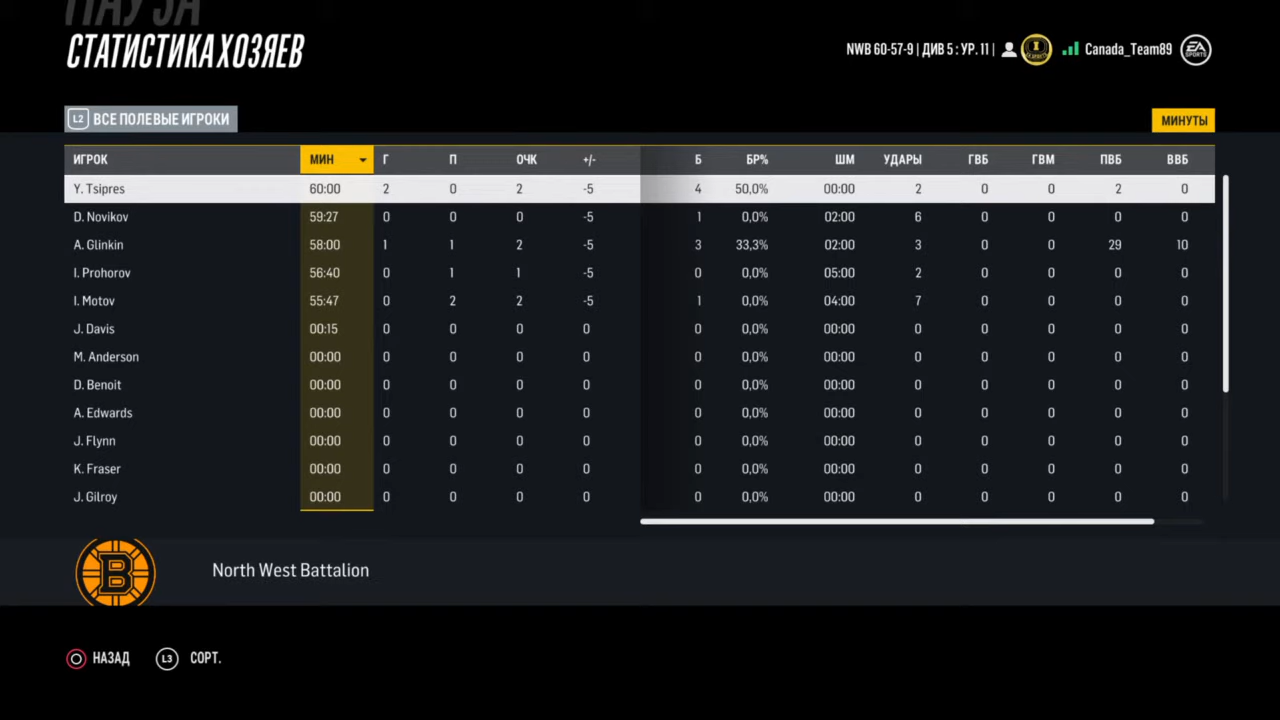 ПАУЗА
СТАТИСТИКА ХОЗЯЕВ
NWB 60-57-9 | ДИВ 5 : УР. 11 | Canada_Team89
L2 ВСЕ ПОЛЕВЫЕ ИГРОКИ
МИНУТЫ
ИГРОК МИН Г П ОЧК +/- Б БР% ШМ УДАРЫ ГВБ ГВМ ПВБ ВВБ
Y. Tsipres 60:00 2 0 2 -5 4 50,0% 00:00 2 0 0 2 0
D. Novikov 59:27 0 0 0 -5 1 0,0% 02:00 6 0 0 0 0
A. Glinkin 58:00 1 1 2 -5 3 33,3% 02:00 3 0 0 29 10
I. Prohorov 56:40 0 1 1 -5 0 0,0% 05:00 2 0 0 0 0
I. Motov 55:47 0 2 2 -5 1 0,0% 04:00 7 0 0 0 0
J. Davis 00:15 0 0 0 0 0 0,0% 00:00 0 0 0 0 0
M. Anderson 00:00 0 0 0 0 0 0,0% 00:00 0 0 0 0 0
D. Benoit 00:00 0 0 0 0 0 0,0% 00:00 0 0 0 0 0
A. Edwards 00:00 0 0 0 0 0 0,0% 00:00 0 0 0 0 0
J. Flynn 00:00 0 0 0 0 0 0,0% 00:00 0 0 0 0 0
K. Fraser 00:00 0 0 0 0 0 0,0% 00:00 0 0 0 0 0
J. Gilroy 00:00 0 0 0 0 0 0,0% 00:00 0 0 0 0 0
B
North West Battalion
НАЗАД L3 СОРТ.